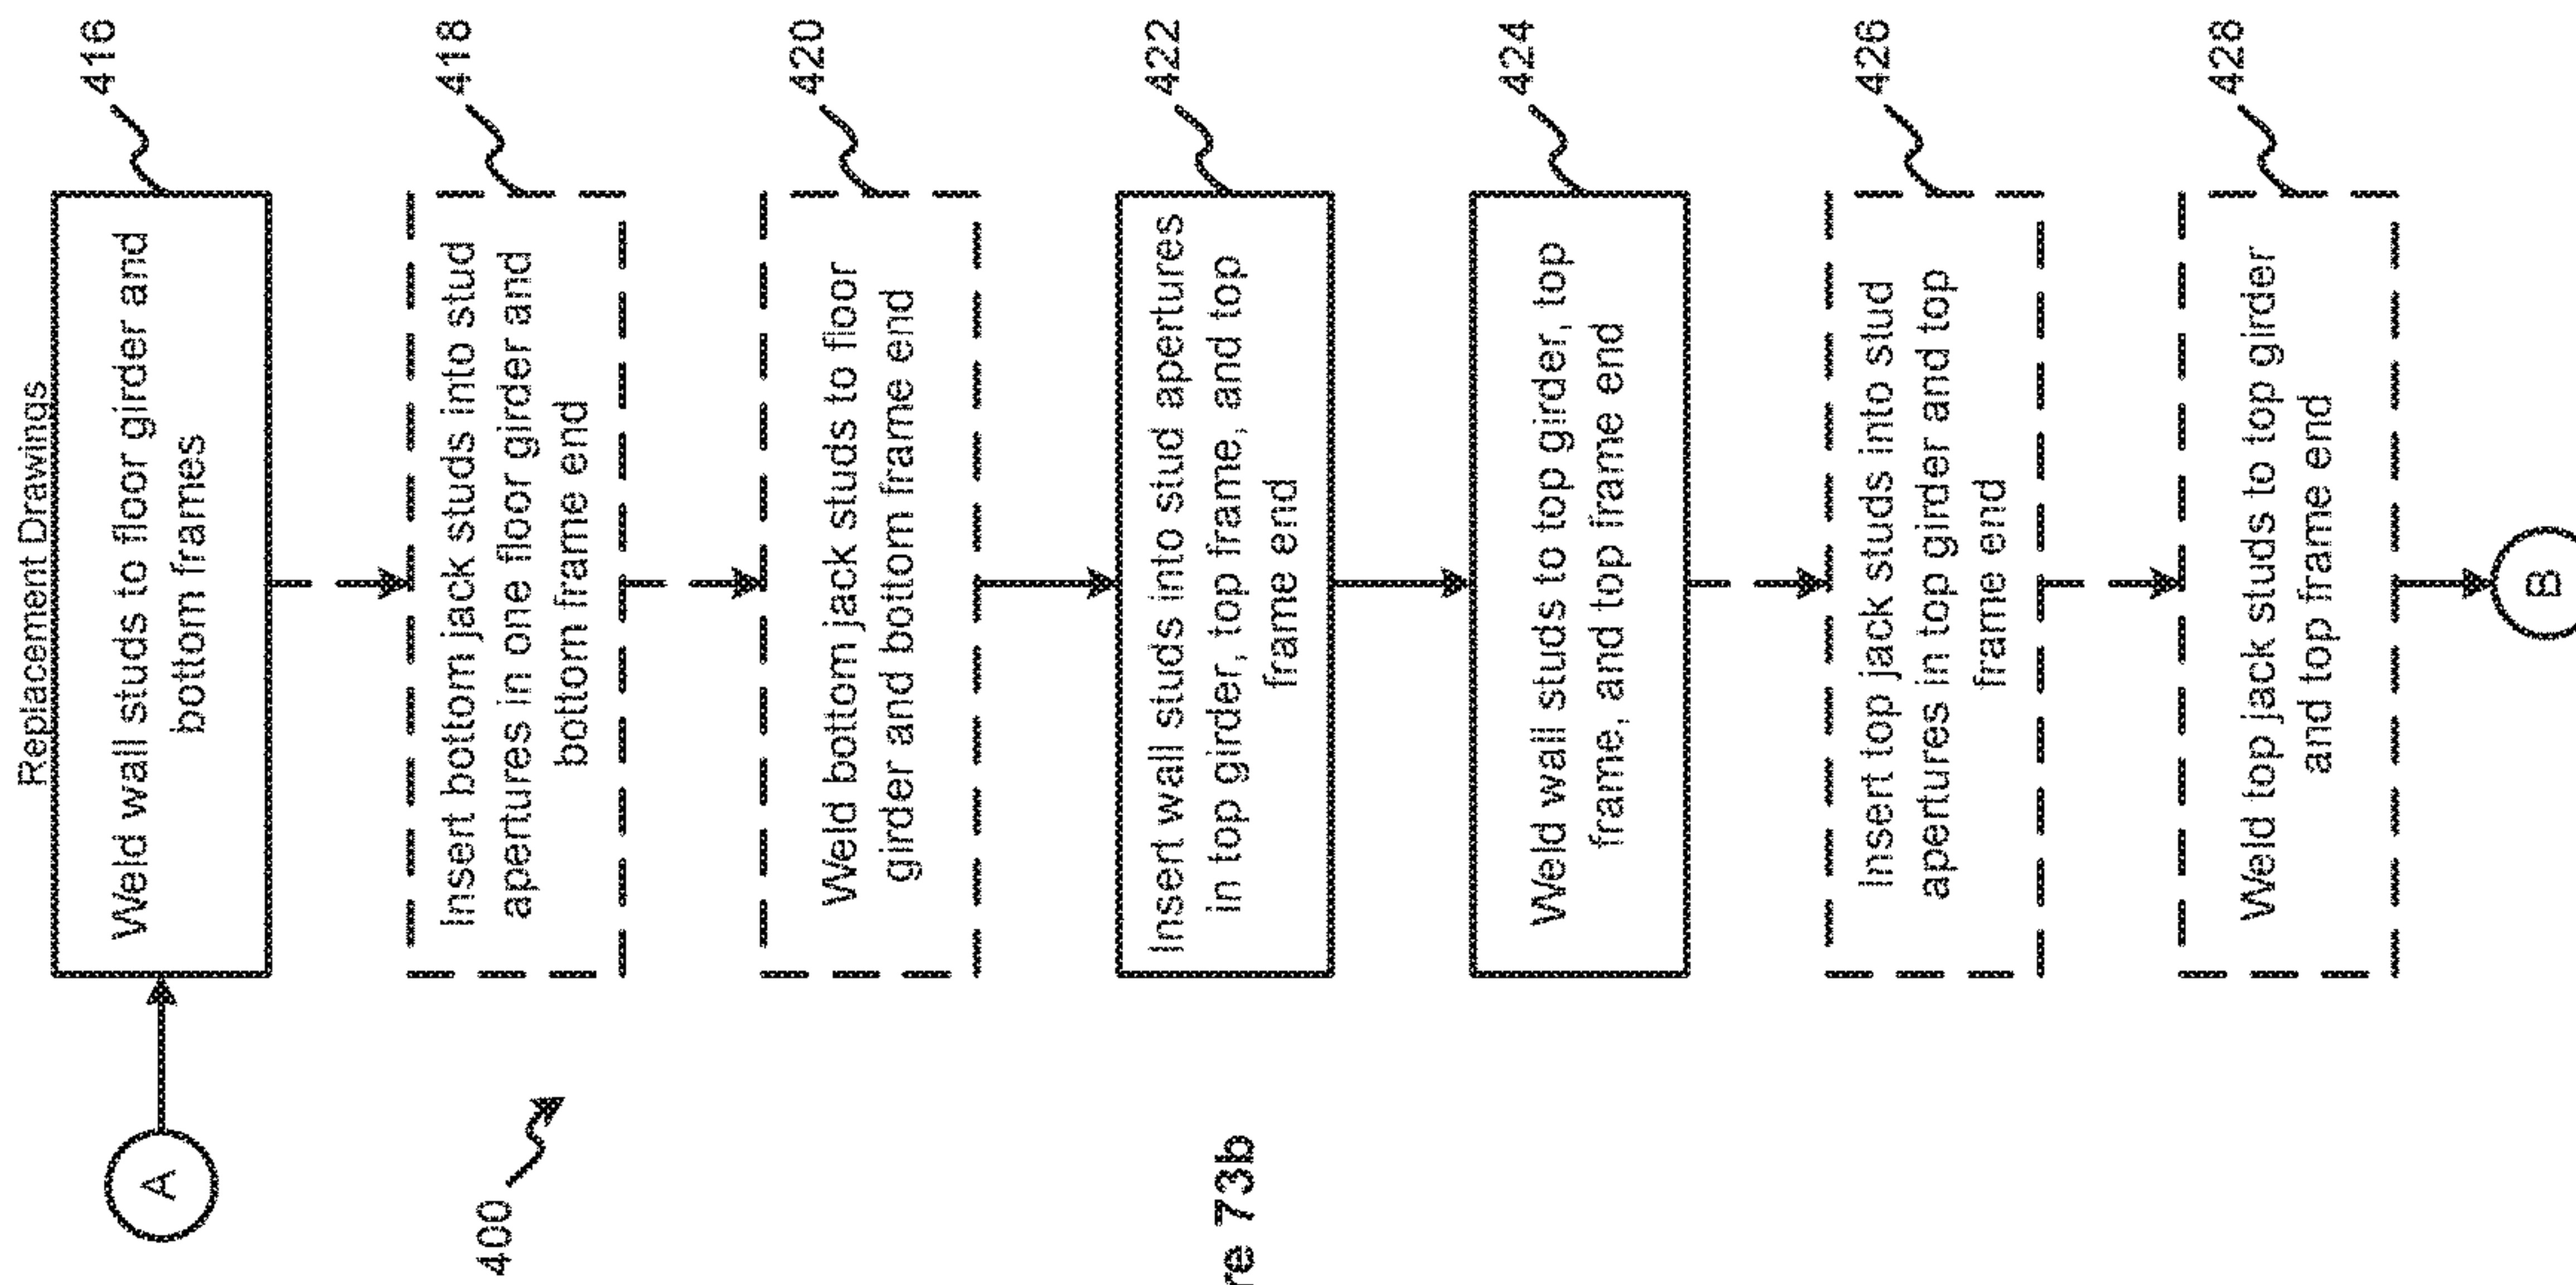 Replacement Drawings
416
Weld wall studs to floor girder and
bottom frames
A
418
Insert bottom jack studs into stud
apertures in one floor girder and
bottom frame end
400
420
Weld bottom jack studs to floor
girder and bottom frame end
422
Insert wall studs into stud apertures
in top girder, top frame, and top
frame end
424
Weld wall studs to top girder, top
frame, and top frame end
426
Insert top jack studs into stud
apertures in top girder and top
frame end
428
Weld top jack studs to top girder
and top frame end
B
73b